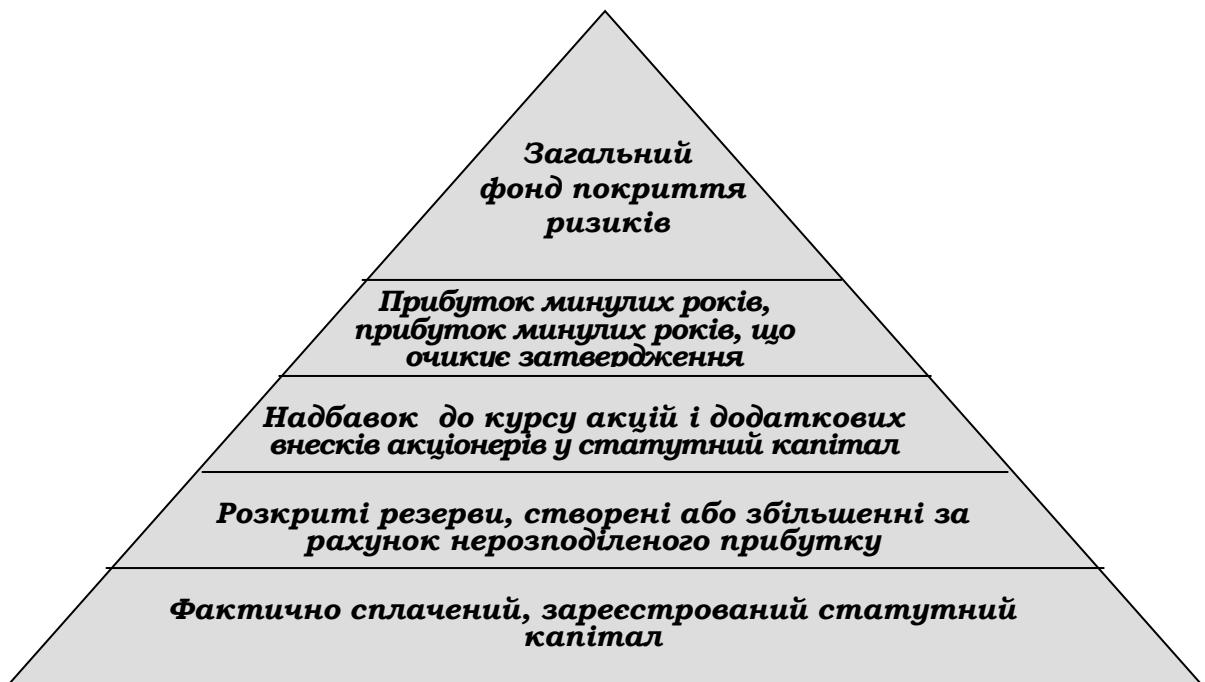 Загальний
фонд покриття
ризиків
Прибуток минулих років,
прибуток минулих років, що
очикує затвердження
Надбавок до курсу акцій і додаткових
внесків акціонерів у статутний капітал
Розкриті резерви, створені або збільшенні за
рахунок нерозподіленого прибутку
Фактично сплачений, зареєстрований статутний
капітал